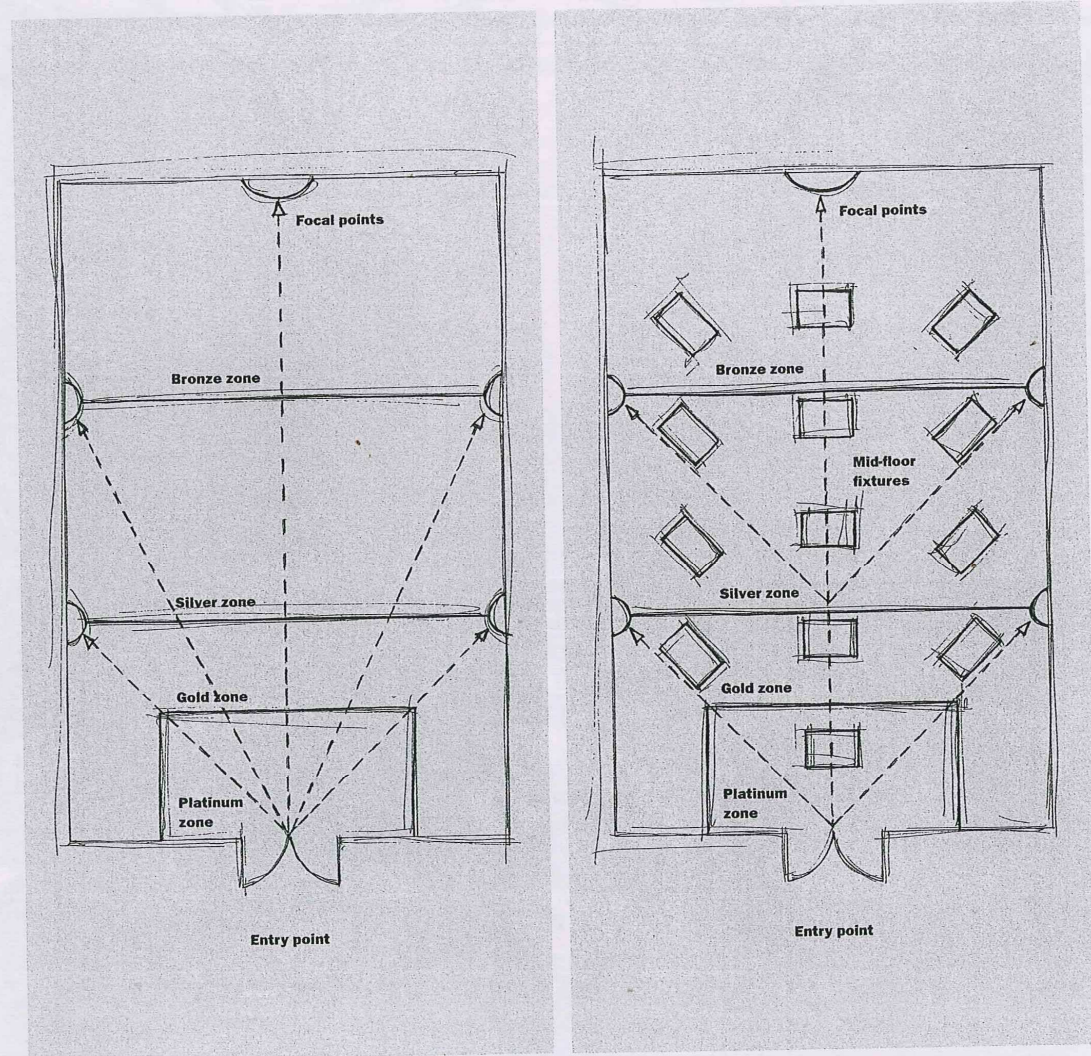 Focal points
Bronze zone
Silver zone
Gold zone
Platinum
zone
Entry point
Focal points
Bronze zone
Mid-floor
fixtures
Silver zone
Gold zone
Platinum
zone
Entry point